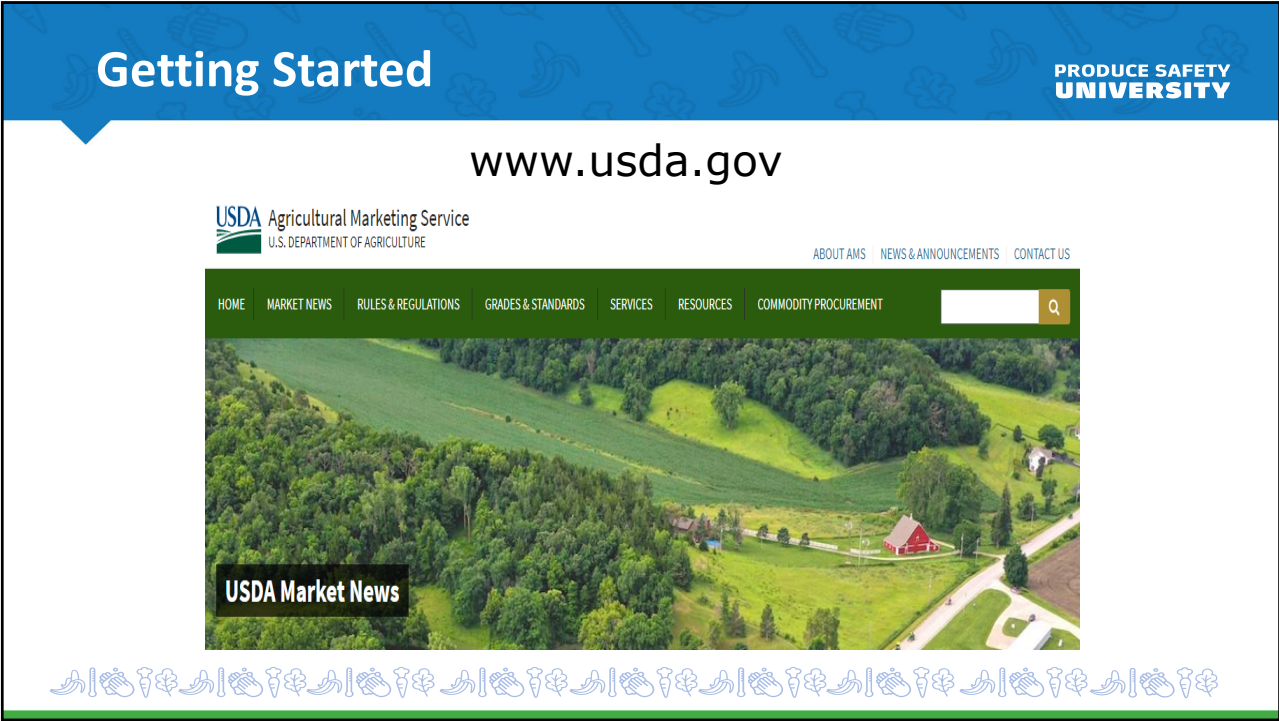 Getting Started
PRODUCE SAFETY
UNIVERSITY
www.usda.gov
USDA Agricultural Marketing Service
U.S. DEPARTMENT OF AGRICULTURE
ABOUT AMS NEWS & ANNOUNCEMENTS CONTACT US
HOME MARKET NEWS RULES & REGULATIONS GRADES & STANDARDS SERVICES RESOURCES COMMODITY PROCUREMENT
USDA Market News